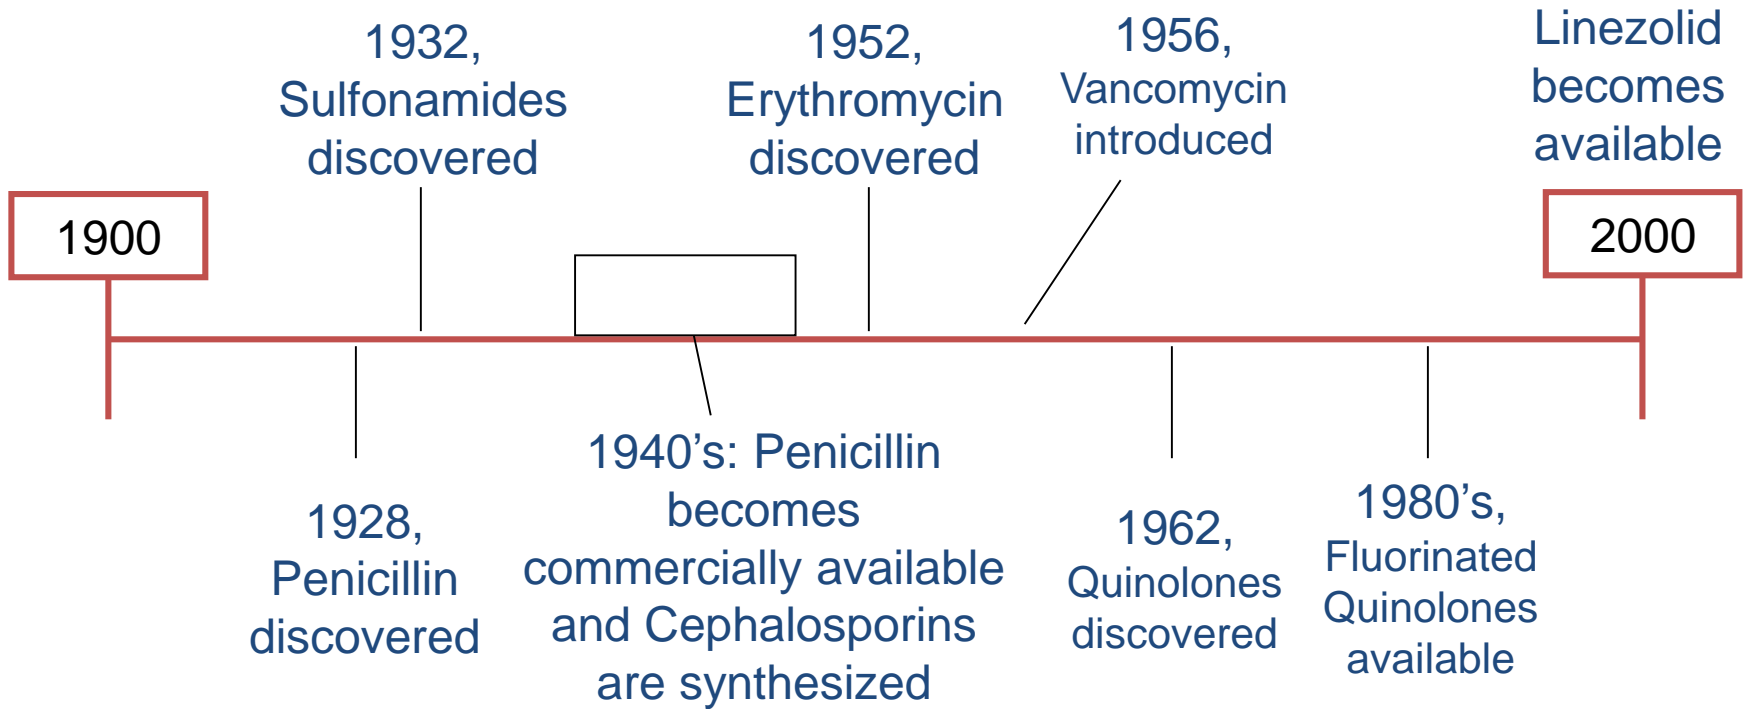 1932,
Sulfonamides
discovered
1952,
Erythromycin
discovered
1956,
Vancomycin
introduced
Linezolid
becomes
available
1900
2000
1928,
Penicillin
discovered
1940’s: Penicillin
becomes
commercially available
and Cephalosporins
are synthesized
1962,
Quinolones
discovered
1980’s,
Fluorinated
Quinolones
available